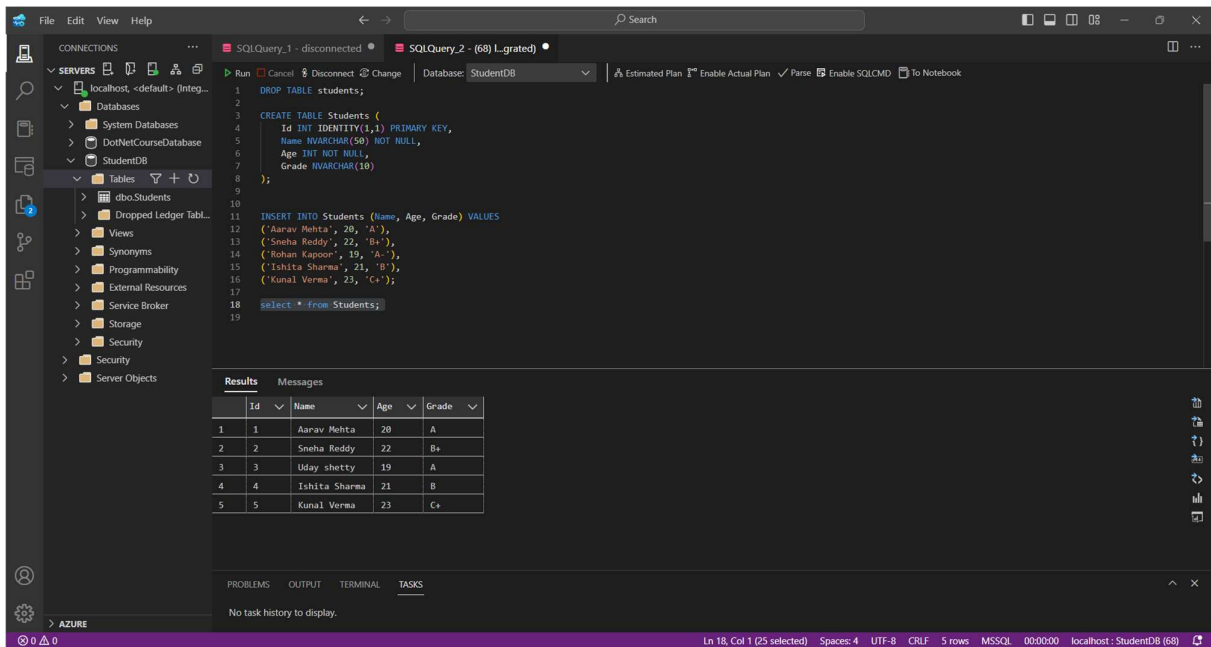 File Edit View Help
Search
CONNECTIONS
SQLQuery_1 - disconnected
SQLQuery_2 - (68) l...grated)
SERVERS
Run Cancel Disconnect Change Database: StudentDB Estimated Plan Enable Actual Plan Parse Enable SQLCMD To Notebook
localhost, <default> (Integ...
Databases
System Databases
DotNetCourseDatabase
StudentDB
Tables
dbo.Students
Dropped Ledger Tabl...
Views
Synonyms
Programmability
External Resources
Service Broker
Storage
Security
Security
Server Objects
AZURE
2
1 DROP TABLE students;
2
3 CREATE TABLE Students (
4 Id INT IDENTITY(1,1) PRIMARY KEY,
5 Name NVARCHAR(50) NOT NULL,
6 Age INT NOT NULL,
7 Grade NVARCHAR(10)
8 );
9
10
11 INSERT INTO Students (Name, Age, Grade) VALUES
12 ('Aarav Mehta', 20, 'A'),
13 ('Sneha Reddy', 22, 'B+'),
14 ('Rohan Kapoor', 19, 'A-'),
15 ('Ishita Sharma', 21, 'B'),
16 ('Kunal Verma', 23, 'C+');
17
18 select * from Students;
19
Results Messages
Id Name Age Grade
1 1 Aarav Mehta 20 A
2 2 Sneha Reddy 22 B+
3 3 Uday shetty 19 A
4 4 Ishita Sharma 21 B
5 5 Kunal Verma 23 C+
PROBLEMS OUTPUT TERMINAL TASKS
No task history to display.
0 0 Ln 18, Col 1 (25 selected) Spaces: 4 UTF-8 CRLF 5 rows MSSQL 00:00:00 localhost : StudentDB (68)